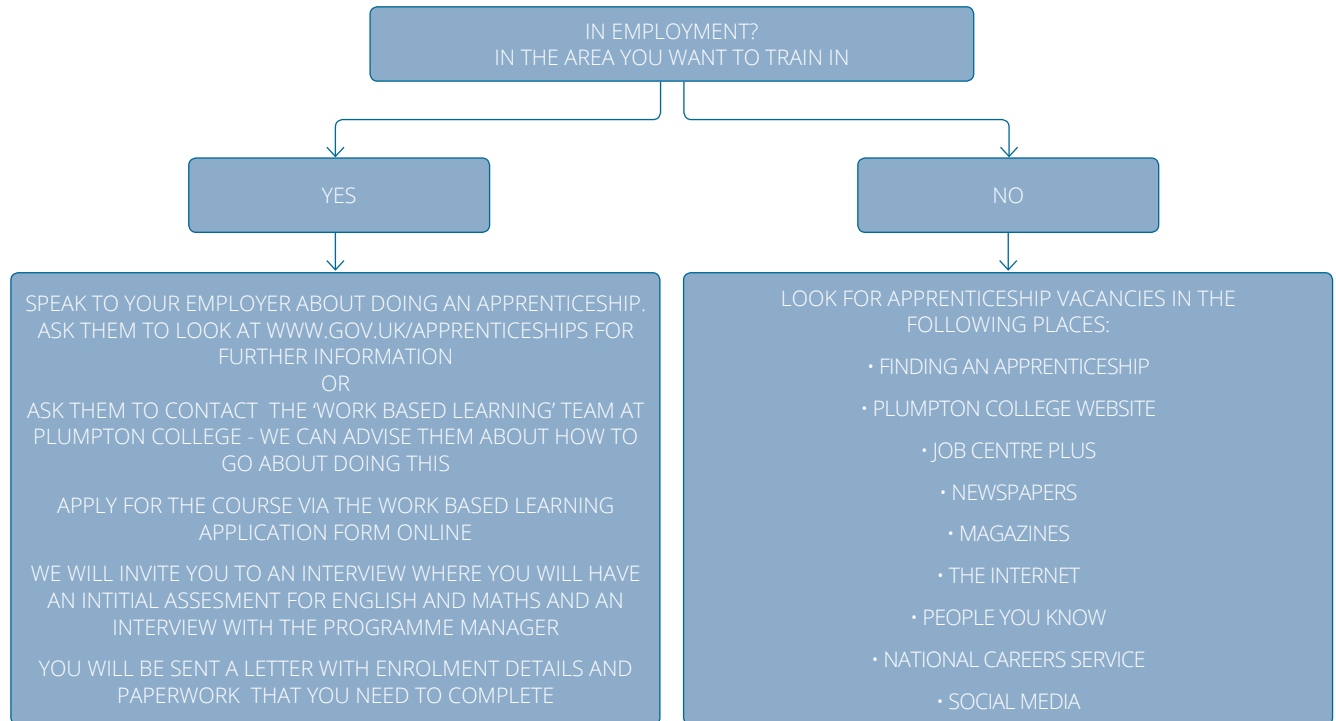 IN EMPLOYMENT?
IN THE AREA YOU WANT TO TRAIN IN
YES
NO
SPEAK TO YOUR EMPLOYER ABOUT DOING AN APPRENTICESHIP.
ASK THEM TO LOOK AT WWW.GOV.UK/APPRENTICESHIPS FOR
FURTHER INFORMATION
OR
ASK THEM TO CONTACT THE ‘WORK BASED LEARNING’ TEAM AT
PLUMPTON COLLEGE - WE CAN ADVISE THEM ABOUT HOW TO
GO ABOUT DOING THIS
APPLY FOR THE COURSE VIA THE WORK BASED LEARNING
APPLICATION FORM ONLINE
WE WILL INVITE YOU TO AN INTERVIEW WHERE YOU WILL HAVE
AN INTITIAL ASSESMENT FOR ENGLISH AND MATHS AND AN
INTERVIEW WITH THE PROGRAMME MANAGER
YOU WILL BE SENT A LETTER WITH ENROLMENT DETAILS AND
PAPERWORK THAT YOU NEED TO COMPLETE
LOOK FOR APPRENTICESHIP VACANCIES IN THE
FOLLOWING PLACES:
• FINDING AN APPRENTICESHIP
• PLUMPTON COLLEGE WEBSITE
• JOB CENTRE PLUS
• NEWSPAPERS
• MAGAZINES
• THE INTERNET
• PEOPLE YOU KNOW
• NATIONAL CAREERS SERVICE
• SOCIAL MEDIA